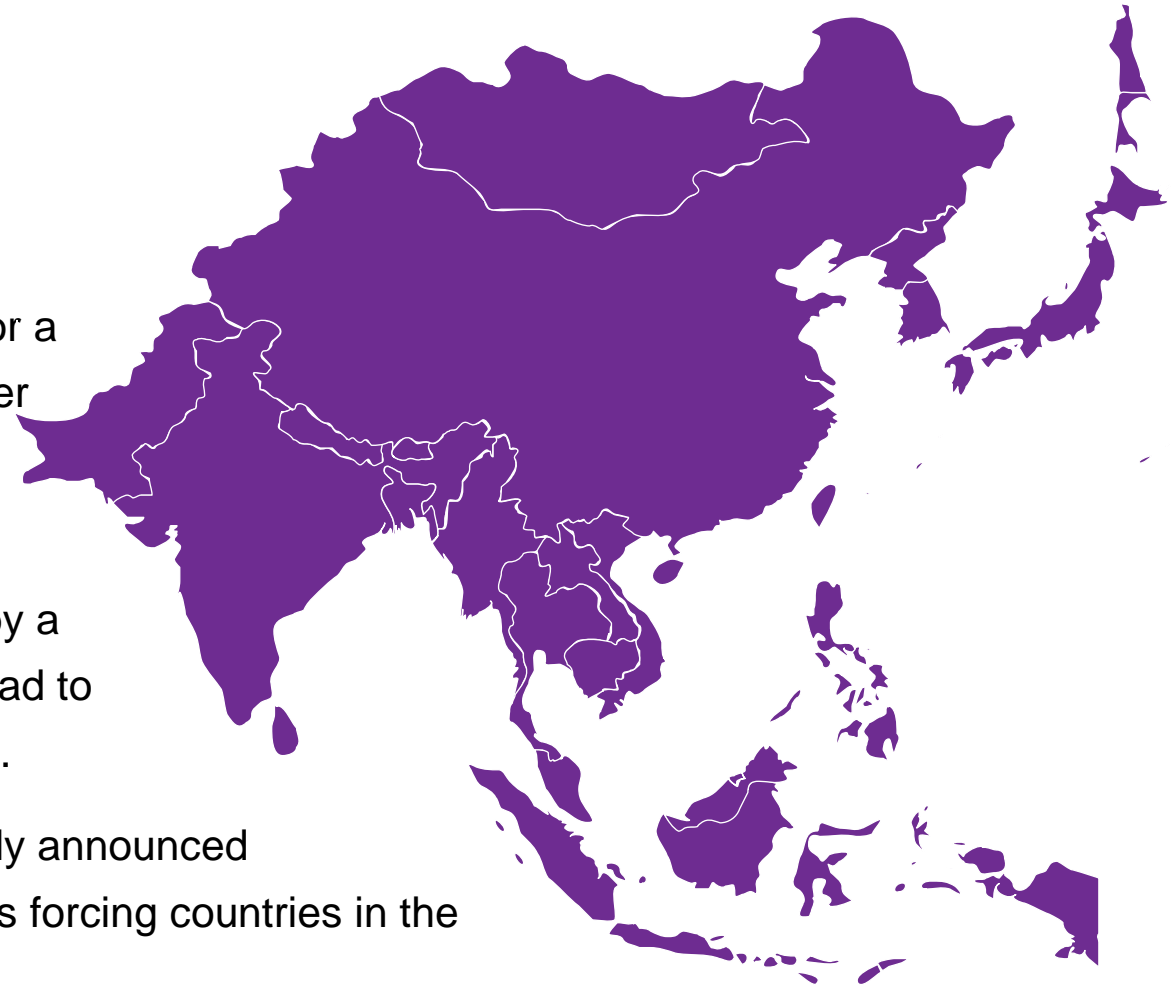 or a
er
by a
ad to
.
ly announced
s forcing countries in the